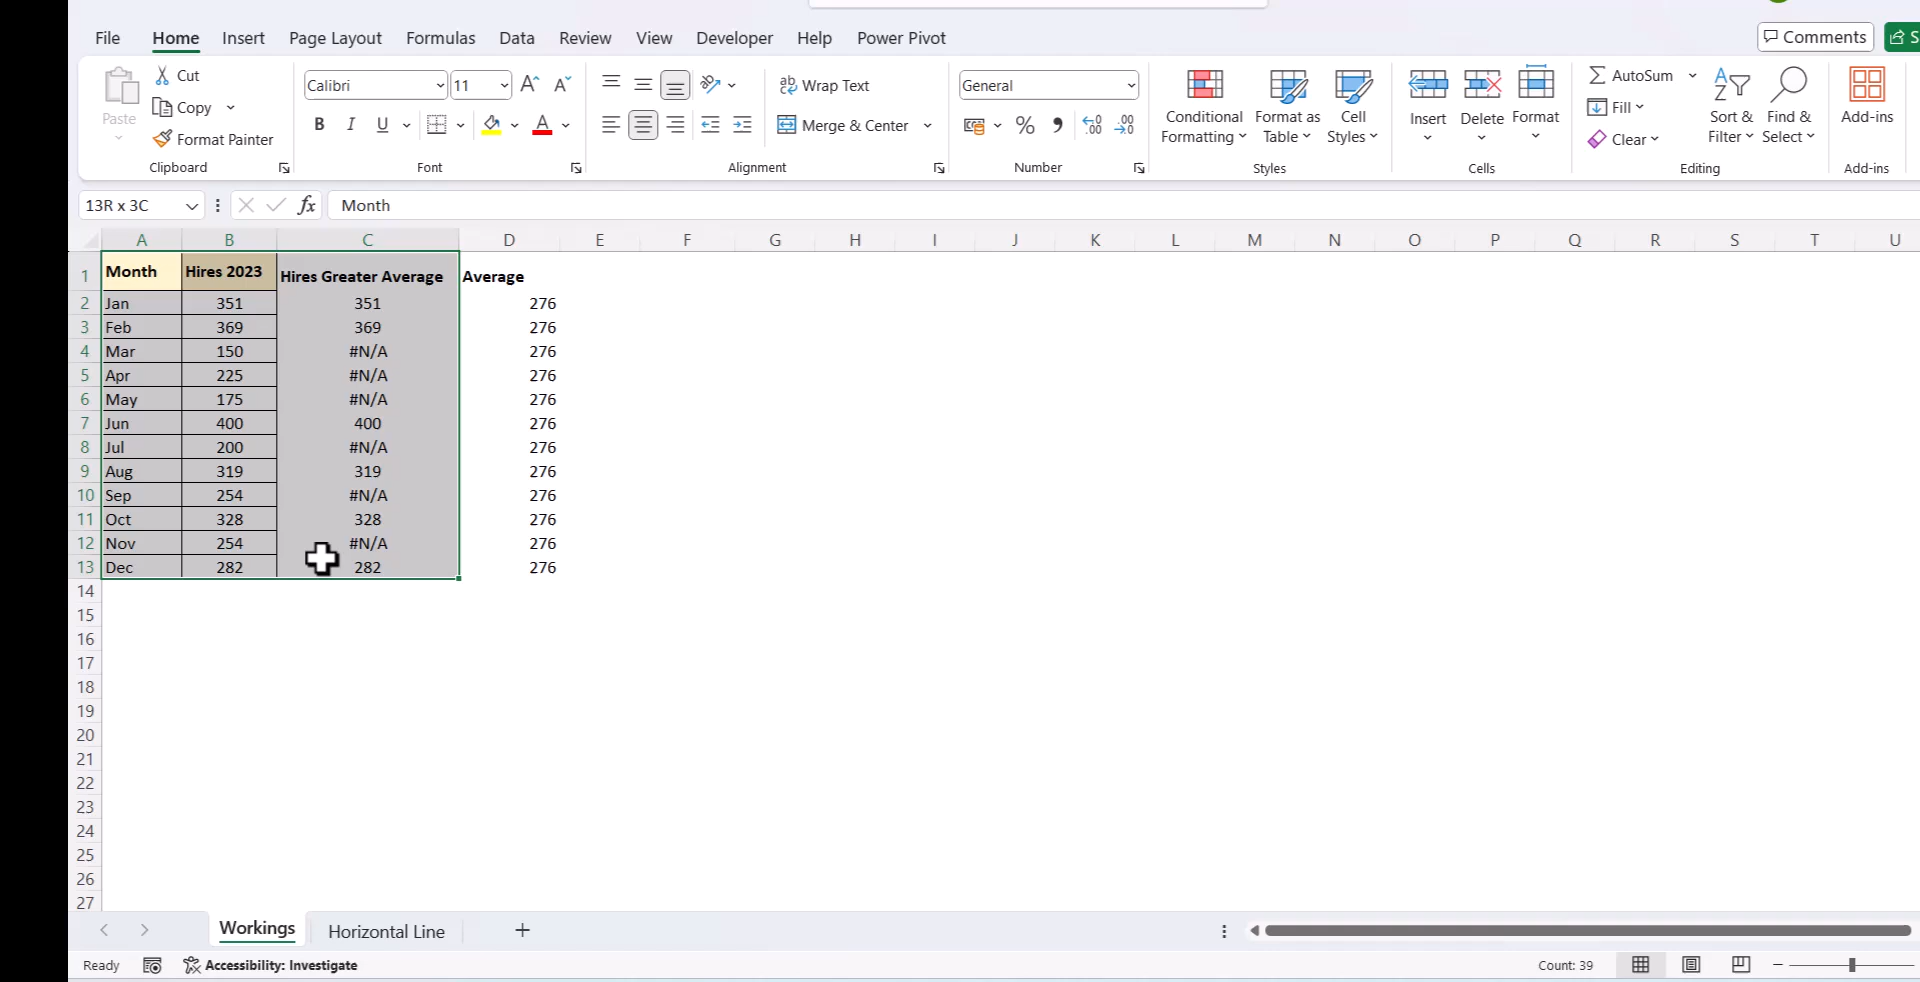 File Home Insert Page Layout Formulas Data Review View Developer Help Power Pivot Comments S
Paste Cut Copy Format Painter Clipboard
Calibri 11 A A B I U A Font
ab Wrap Text Merge & Center Alignment
General % .00 .00 Number
Conditional Formatting Format as Table Cell Styles Styles
Insert Delete Format Cells
AutoSum Fill Clear Sort & Filter Find & Select Editing
Add-ins Add-ins
13R x 3C fx Month
A B C D E F G H I J K L M N O P Q R S T U
1 Month Hires 2023 Hires Greater Average Average
2 Jan 351 351 276
3 Feb 369 369 276
4 Mar 150 #N/A 276
5 Apr 225 #N/A 276
6 May 175 #N/A 276
7 Jun 400 400 276
8 Jul 200 #N/A 276
9 Aug 319 319 276
10 Sep 254 #N/A 276
11 Oct 328 328 276
12 Nov 254 #N/A 276
13 Dec 282 282 276
14
15
16
17
18
19
20
21
22
23
24
25
26
27
Workings Horizontal Line
Ready Accessibility: Investigate Count: 39